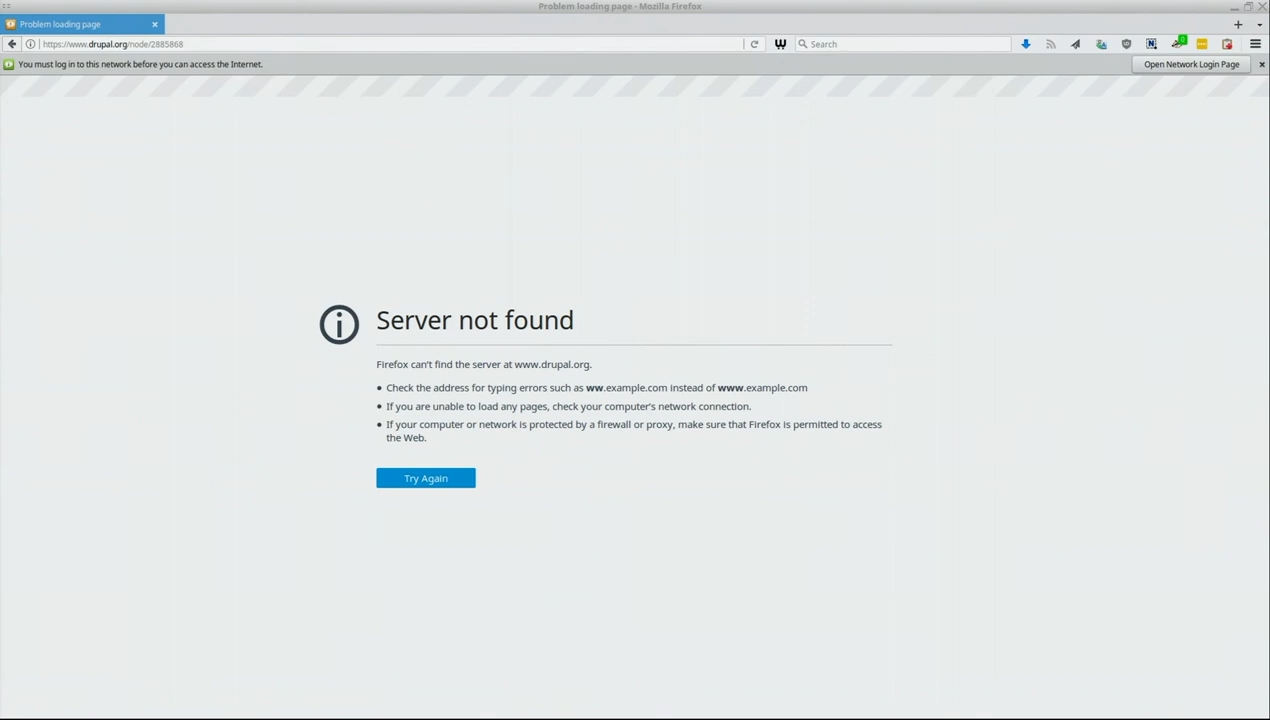 Problem loading page - Mozilla Firefox
Problem loading page
https://www.drupal.org/node/2885868
Search
0
You must log in to this network before you can access the Internet.
Open Network Login Page
Server not found
Firefox can't find the server at www.drupal.org.
Check the address for typing errors such as ww.example.com instead of www.example.com
If you are unable to load any pages, check your computer's network connection.
If your computer or network is protected by a firewall or proxy, make sure that Firefox is permitted to access
the Web.
Try Again